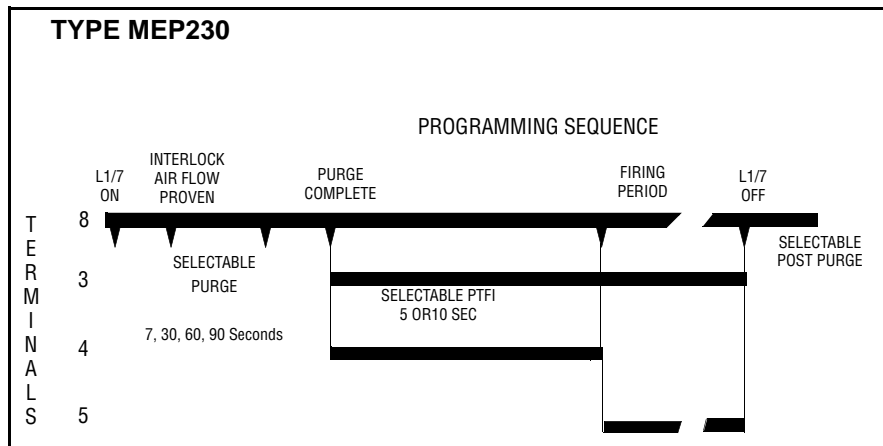 TYPE MEP230
PROGRAMMING SEQUENCE
L1/7
ON
INTERLOCK
AIR FLOW
PROVEN
PURGE
COMPLETE
FIRING
PERIOD
L1/7
OFF
TERMINALS
8
SELECTABLE
POST PURGE
SELECTABLE
PURGE
3
SELECTABLE PTFI
5 OR10 SEC
7, 30, 60, 90 Seconds
4
5